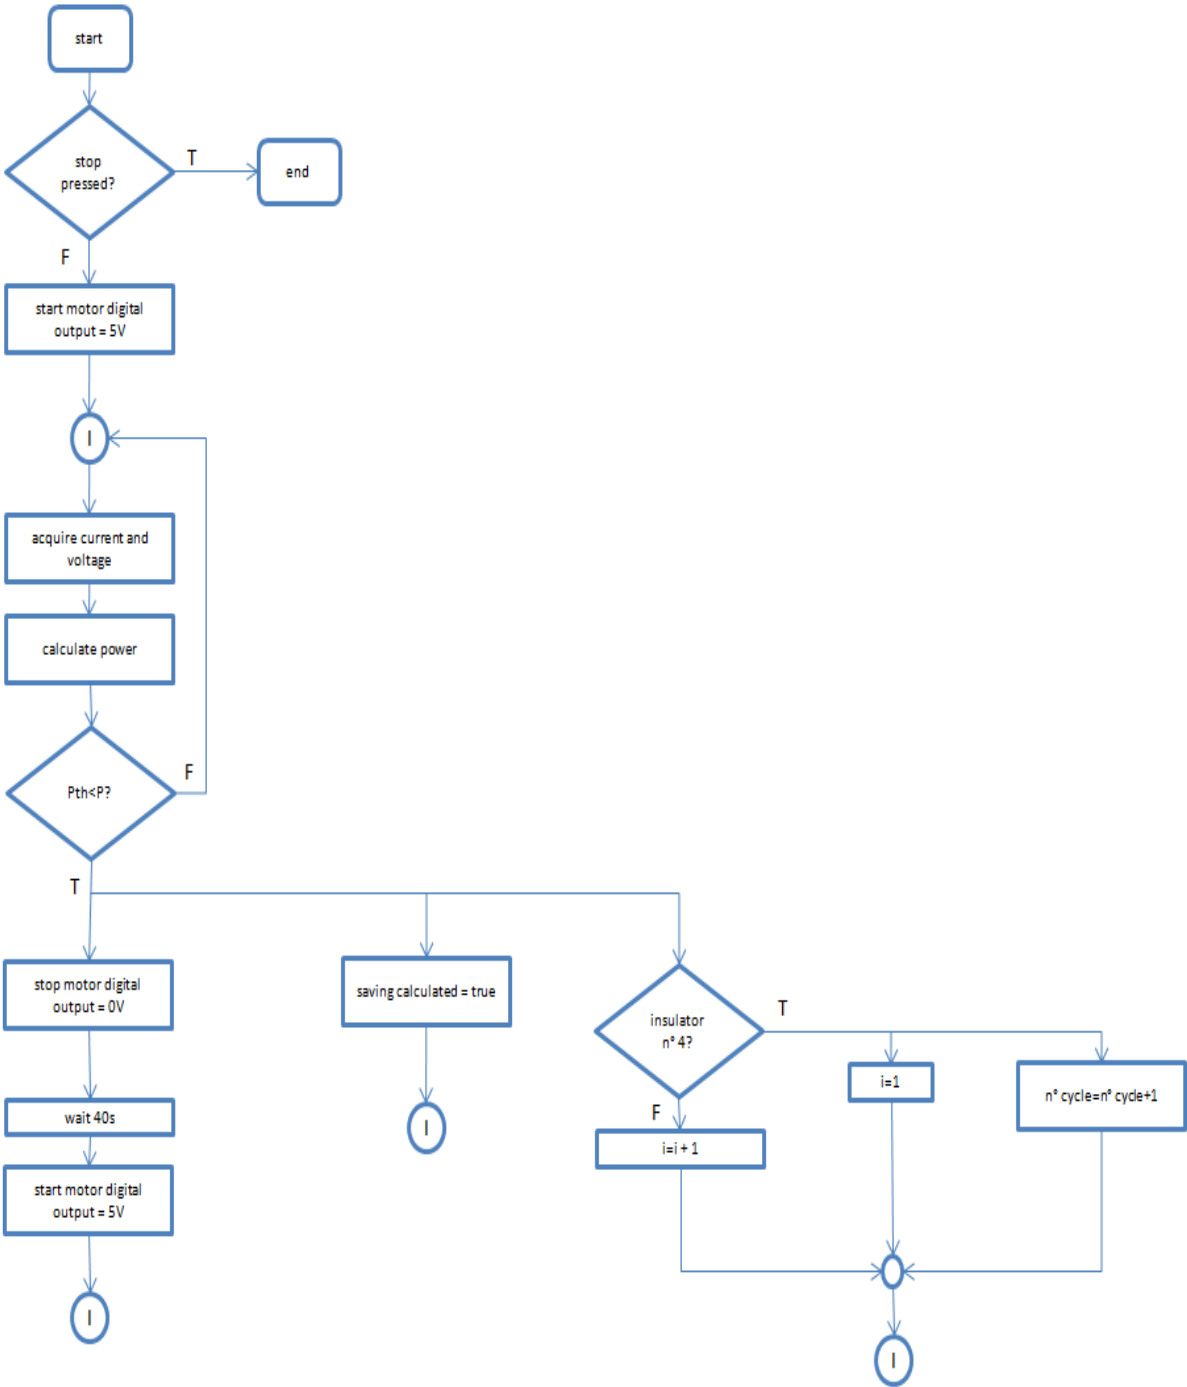 start
stop
pressed?
T
end
F
start motor digital
output = 5V
I
acquire current and
voltage
calculate power
Pth<P?
F
T
stop motor digital
output = 0V
wait 40s
start motor digital
output = 5V
I
saving calculated = true
I
insulator
n° 4?
T
F
i=i + 1
i=1
n° cycle=n° cycle+1
I